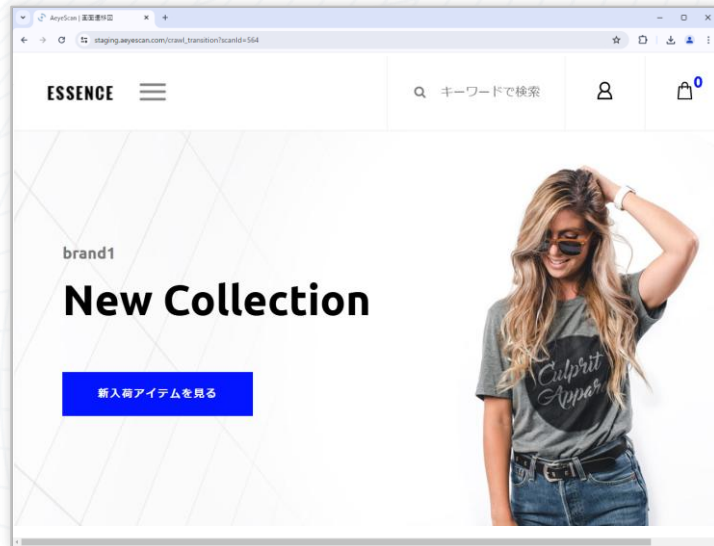 AeyeScan | 画面遷移図
staging.aeyescan.com/crawl_transition?scanId=564
ESSENCE
キーワードで検索
0
brand1
New Collection
新入荷アイテムを見る
Culprit
Appar